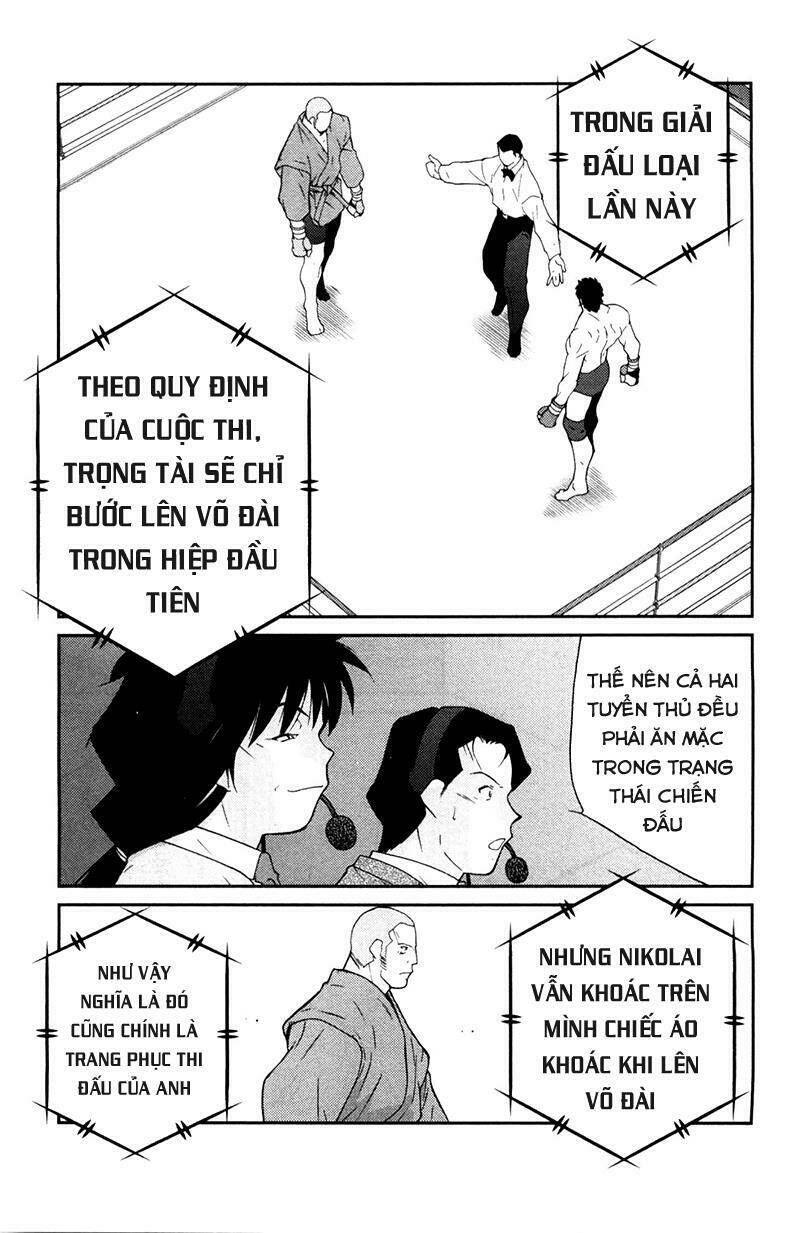 TRONG GIẢI
ĐẤU LOẠI
LẦN NÀY
THEO QUY ĐỊNH
CỦA CUỘC THI,
TRỌNG TÀI SẼ CHỈ
BƯỚC LÊN VÕ ĐÀI
TRONG HIỆP ĐẦU
TIÊN
THẾ NÊN CẢ HAI
TUYỂN THỦ ĐỀU
PHẢI ĂN MẶC
TRONG TRẠNG
THÁI CHIẾN
ĐẤU
NHƯNG NIKOLAI
VẪN KHOÁC TRÊN
MÌNH CHIẾC ÁO
KHOÁC KHI LÊN
VÕ ĐÀI
NHƯ VẬY
NGHĨA LÀ ĐÓ
CŨNG CHÍNH LÀ
TRANG PHỤC THI
ĐẤU CỦA ANH